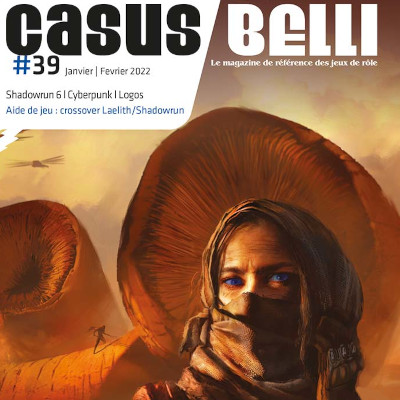 casus BELLI
#39 Janvier | Fevrier 2022
Le magazine de référence des jeux de rôle
Shadowrun 6 I Cyberpunk I Logos
Aide de jeu : crossover Laelith/Shadowrun